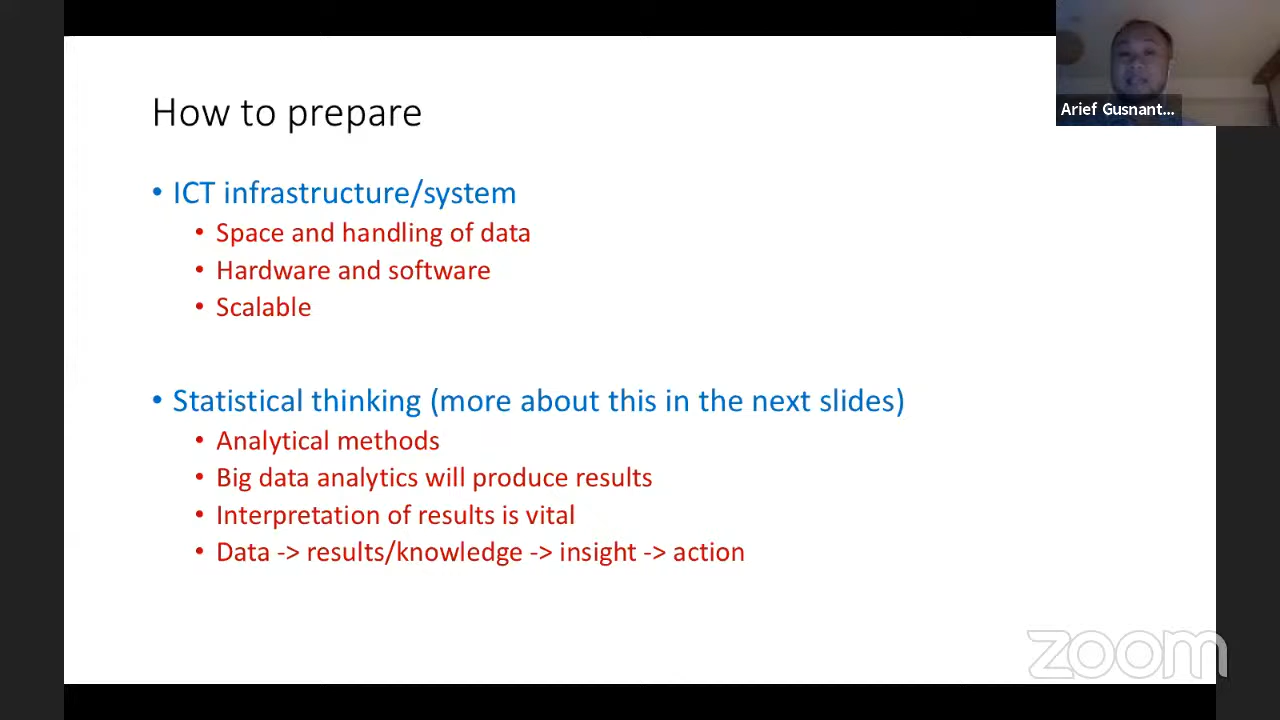 How to prepare
Arief Gusnant...
• ICT infrastructure/system
• Space and handling of data
• Hardware and software
• Scalable
• Statistical thinking (more about this in the next slides)
• Analytical methods
• Big data analytics will produce results
• Interpretation of results is vital
• Data -> results/knowledge -> insight -> action
zoom